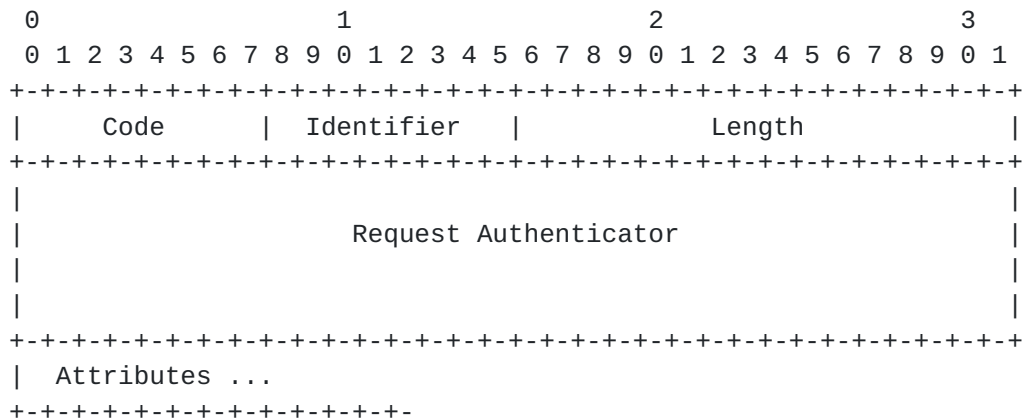 0                   1                   2                   3
 0 1 2 3 4 5 6 7 8 9 0 1 2 3 4 5 6 7 8 9 0 1 2 3 4 5 6 7 8 9 0 1
+-+-+-+-+-+-+-+-+-+-+-+-+-+-+-+-+-+-+-+-+-+-+-+-+-+-+-+-+-+-+-+-+
|     Code      |  Identifier   |            Length             |
+-+-+-+-+-+-+-+-+-+-+-+-+-+-+-+-+-+-+-+-+-+-+-+-+-+-+-+-+-+-+-+-+
|                                                               |
|                     Request Authenticator                     |
|                                                               |
|                                                               |
+-+-+-+-+-+-+-+-+-+-+-+-+-+-+-+-+-+-+-+-+-+-+-+-+-+-+-+-+-+-+-+-+
|  Attributes ...
+-+-+-+-+-+-+-+-+-+-+-+-+-